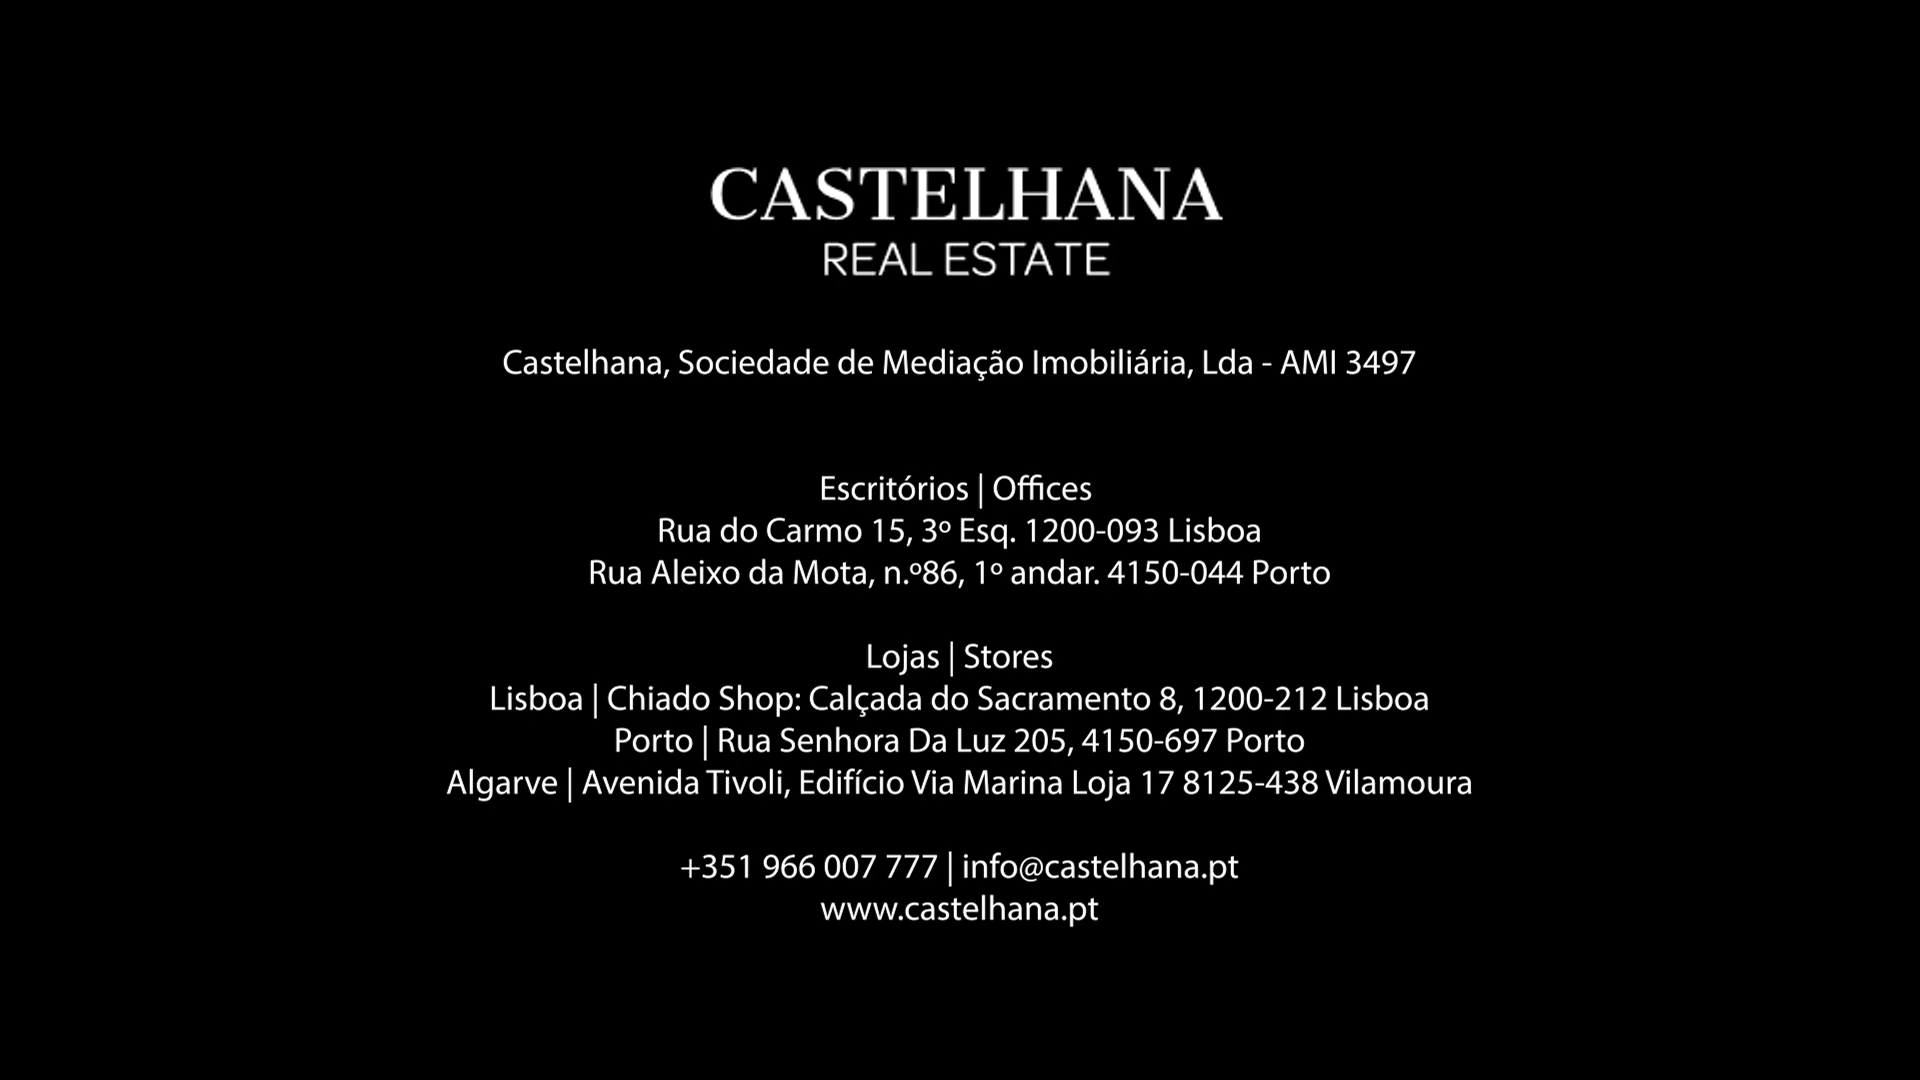 CASTELHANA
REAL ESTATE
Castelhana, Sociedade de Mediação Imobiliária, Lda - AMI 3497
Escritórios | Offices
Rua do Carmo 15, 3º Esq. 1200-093 Lisboa
Rua Aleixo da Mota, n.º86, 1º andar. 4150-044 Porto
Lojas | Stores
Lisboa | Chiado Shop: Calçada do Sacramento 8, 1200-212 Lisboa
Porto | Rua Senhora Da Luz 205, 4150-697 Porto
Algarve | Avenida Tivoli, Edifício Via Marina Loja 17 8125-438 Vilamoura
+351 966 007 777 | info@castelhana.pt
www.castelhana.pt